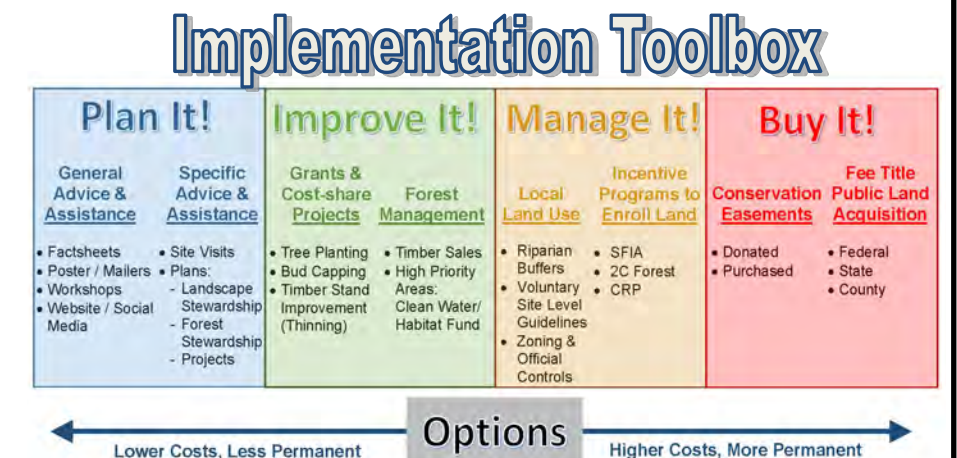 Implementation Toolbox
Plan It!
General
Advice &
Assistance
• Factsheets
• Poster / Mailers
• Workshops
• Website / Social
Media
Specific
Advice &
Assistance
• Site Visits
• Plans:
- Landscape
Stewardship
- Forest
Stewardship
- Projects
Improve It!
Grants &
Cost-share
Projects
• Tree Planting
• Bud Capping
• Timber Stand
Improvement
(Thinning)
Forest
Management
• Timber Sales
• High Priority
Areas:
Clean Water/
Habitat Fund
Manage It!
Local
Land Use
• Riparian
Buffers
• Voluntary
Site Level
Guidelines
• Zoning &
Official
Controls
Incentive
Programs to
Enroll Land
• SFIA
• 2C Forest
• CRP
Buy It!
Conservation
Easements
• Donated
• Purchased
Fee Title
Public Land
Acquisition
• Federal
• State
• County
Options
Lower Costs, Less Permanent
Higher Costs, More Permanent